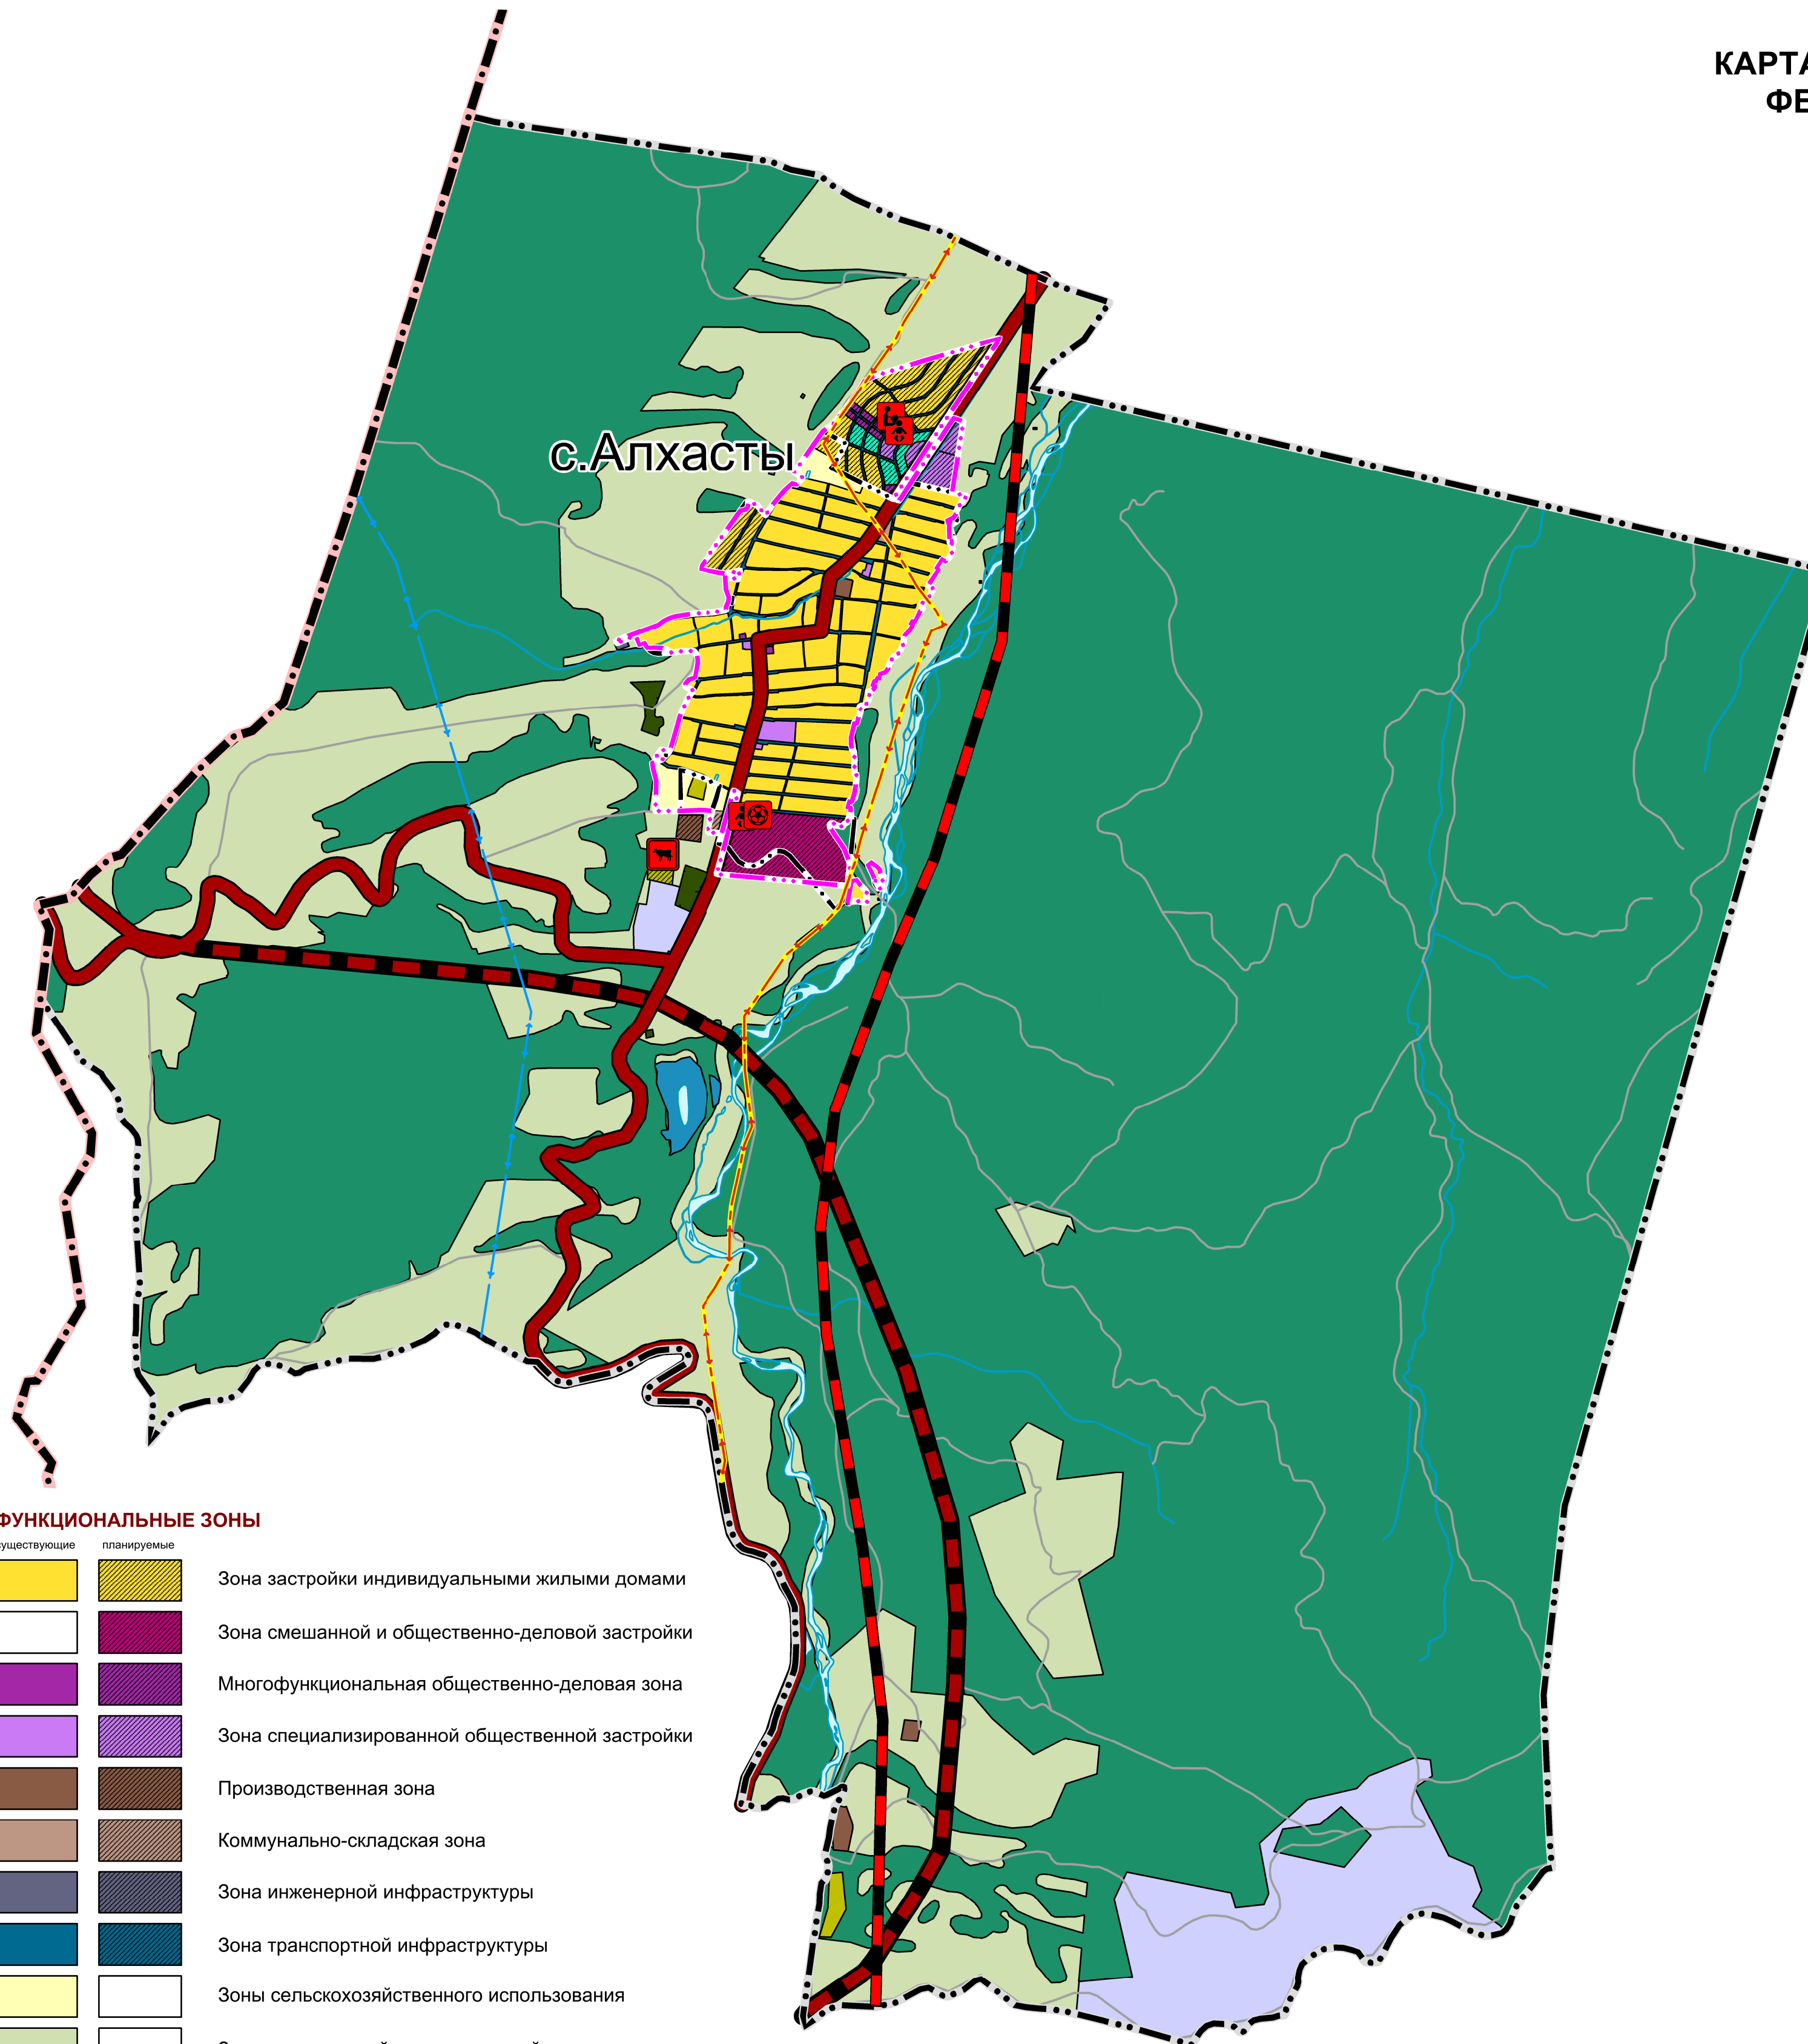 КАРТА
ФЕ
с.Алхасты
ФУНКЦИОНАЛЬНЫЕ ЗОНЫ
уществующие планируемые
Зона застройки индивидуальными жилыми домами
Зона смешанной и общественно-деловой застройки
Многофункциональная общественно-деловая зона
Зона специализированной общественной застройки
Производственная зона
Коммунально-складская зона
Зона инженерной инфраструктуры
Зона транспортной инфраструктуры
Зоны сельскохозяйственного использования